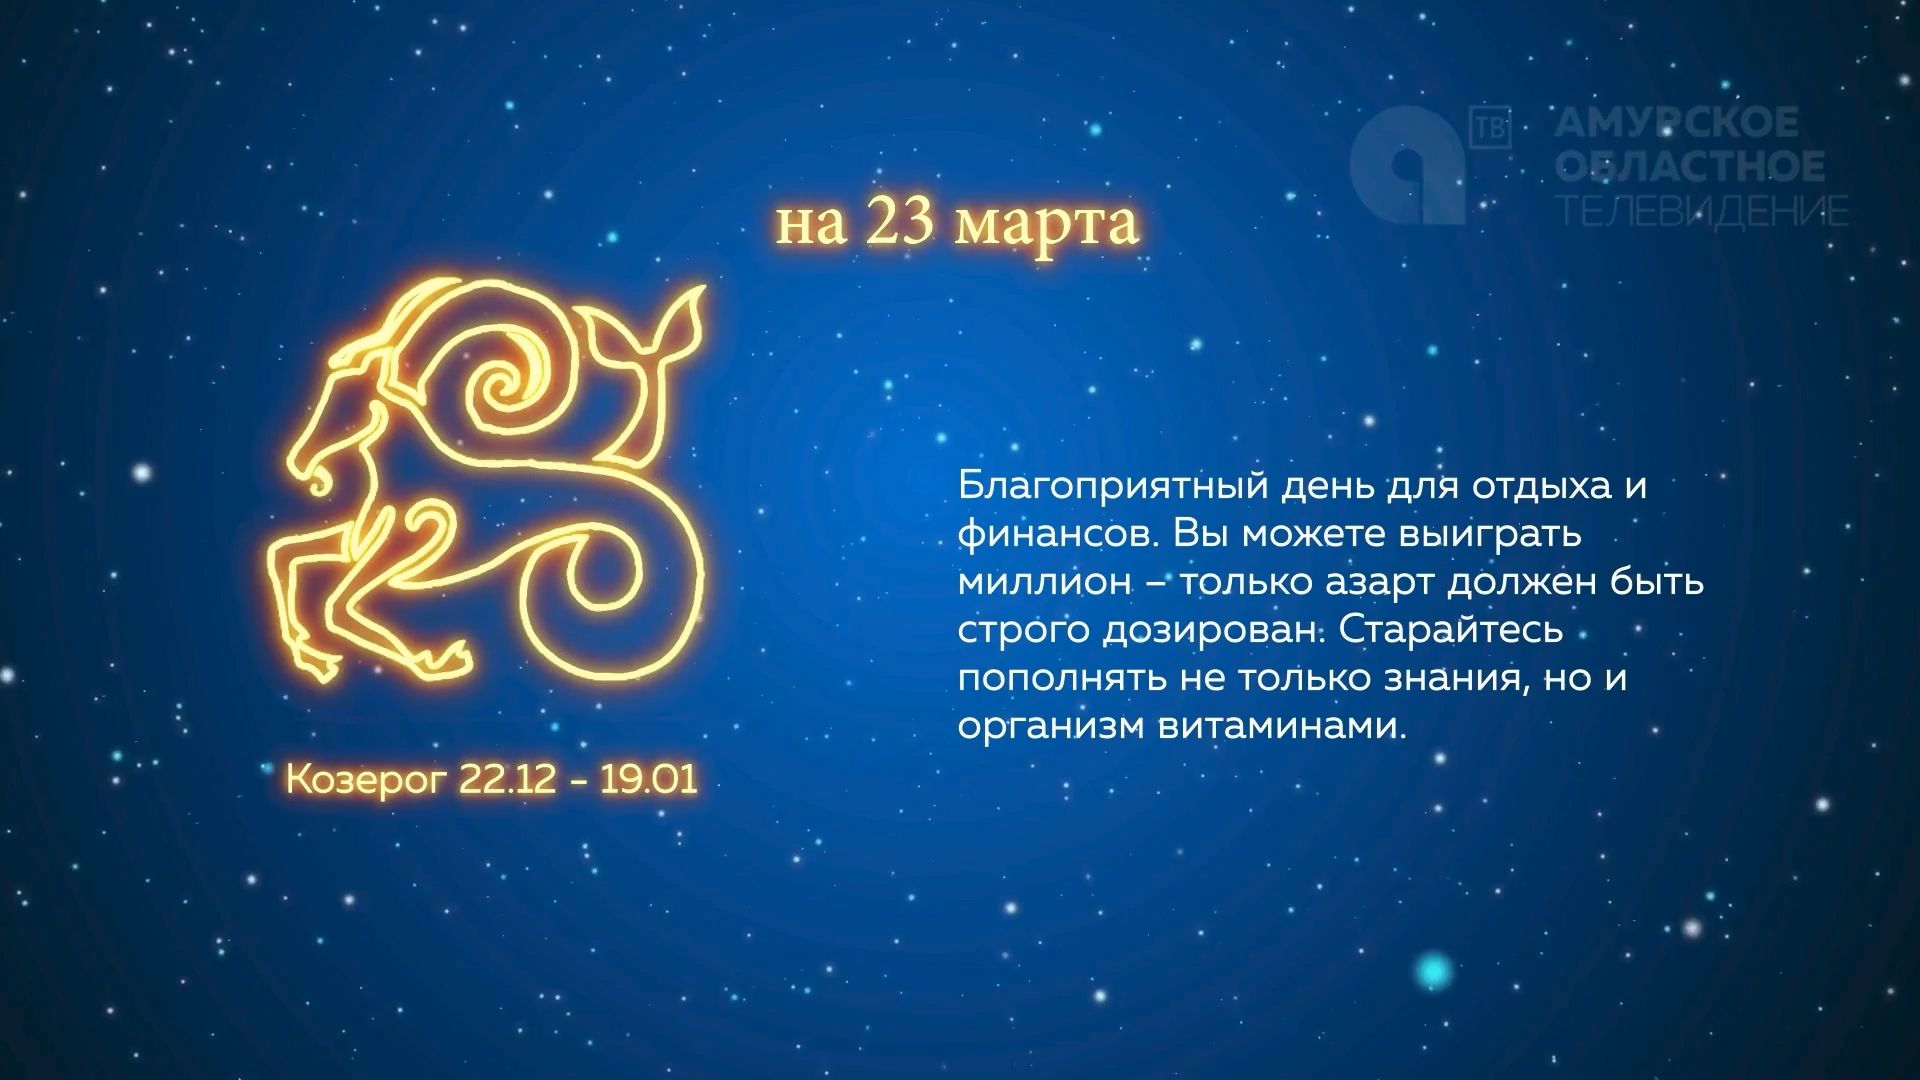 ТВ
АМУРСКОЕ
ОБЛАСТНОЕ
ТЕЛЕВИДЕНИЕ
на 23 марта
Благоприятный день для отдыха и
финансов. Вы можете выиграть
миллион – только азарт должен быть
строго дозирован. Старайтесь
пополнять не только знания, но и
организм витаминами.
Козерог 22.12 - 19.01